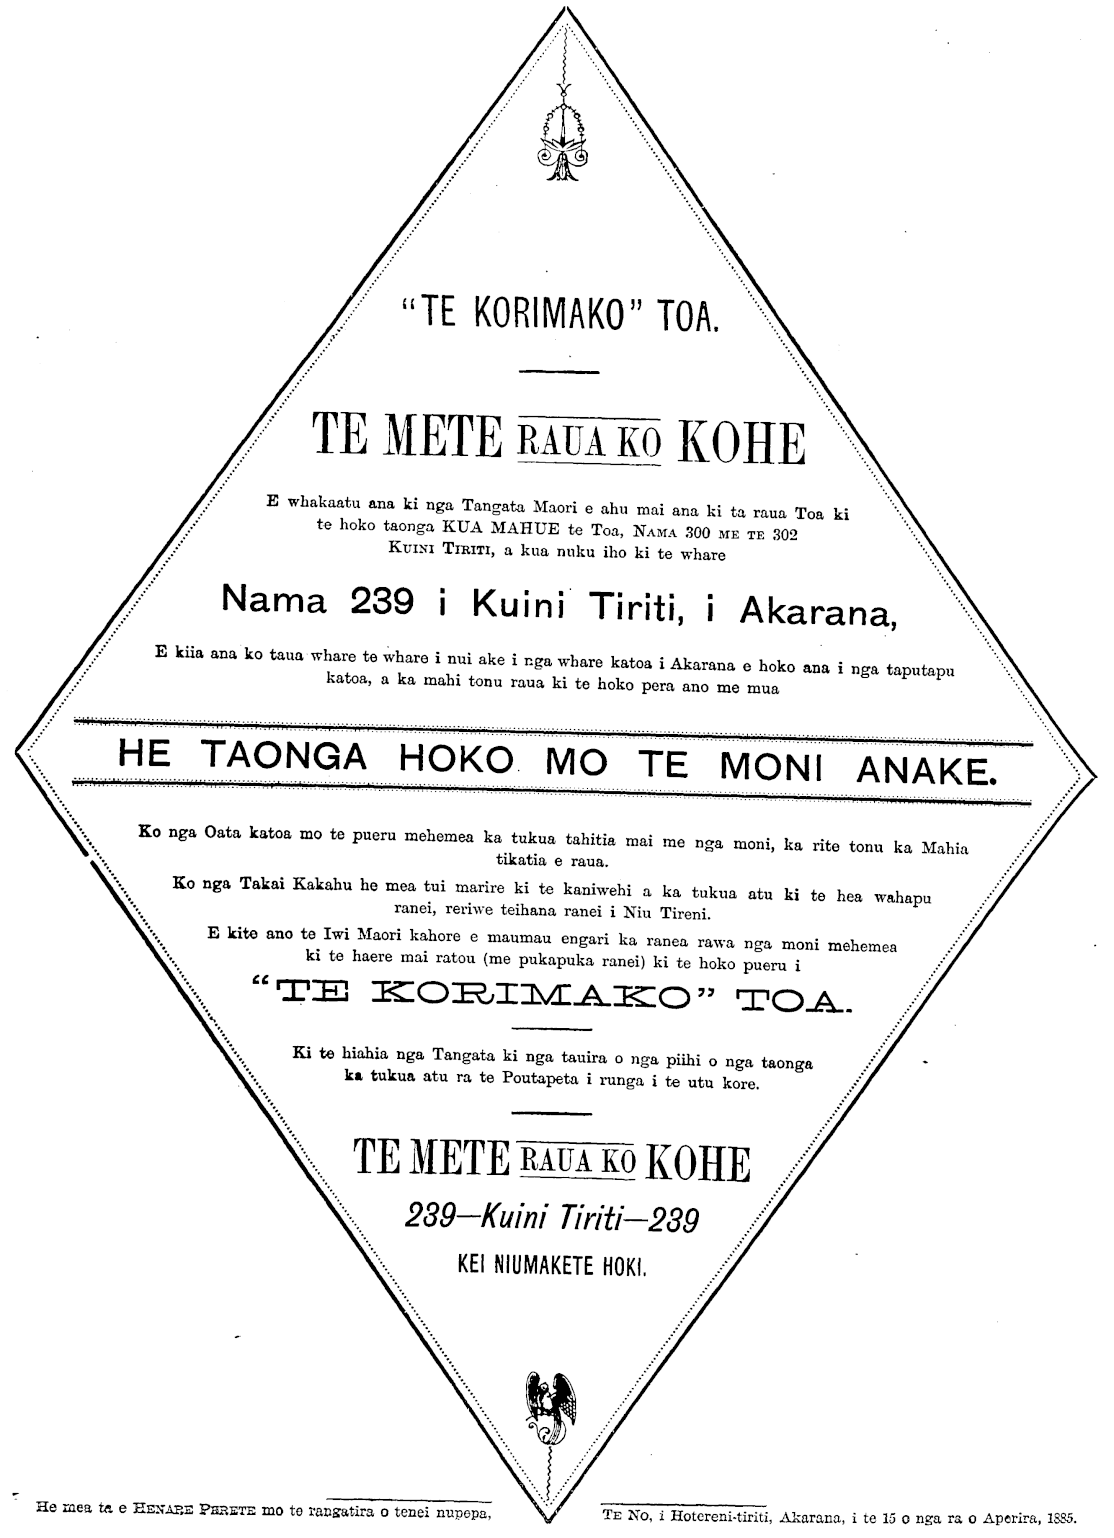 “TE KORIMAKO” TOA.
TE METE RAUA KO KOHE
E whakaatu ana ki nga Tangata Maori e ahu mai ana ki ta raua Toa ki
te hoko taonga KUA MAHUE te Toa, NAMA 300 ME TE 302
KUINI TIRITI, a kua nuku iho ki te whare
Nama 239 i Kuini Tiriti, i Akarana,
E kiia ana ko taua whare te whare i nui ake i nga whare katoa i Akarana e hoko ana i nga taputapu
katoa, a ka mahi tonu raua ki te hoko pera ano me mua
HE TAONGA HOKO MO TE MONI ANAKE.
Ko nga Oata katoa mo te pueru mehemea ka tukua tahitia mai me nga moni, ka rite tonu ka Mahia
tikatia e raua.
Ko nga Takai Kakahu he mea tui marire ki te kaniwehi a ka tukua atu ki te hea wahapu
ranei, reriwe teihana ranei i Niu Tireni.
E kite ano te Iwi Maori kahore e maumau engari ka ranea rawa nga moni mehemea
ki te haere mai ratou (me pukapuka ranei) ki te hoko pueru i
“TE KORIMAKO” TOA.
Ki te hiahia nga Tangata ki nga tauira o nga piihi o nga taonga
ka tukua atu ra te Poutapeta i runga i te utu kore.
TE METE RAUA KO KOHE
239—Kuini Tiriti—239
KEI NIUMAKETE HOKI.
He mea ta e HENARE PERETE mo te rangatira o tenei nupepa,
TE NO, i Hotereni-tiriti, Akarana, i te 15 o nga ra o Aperira, 1885.